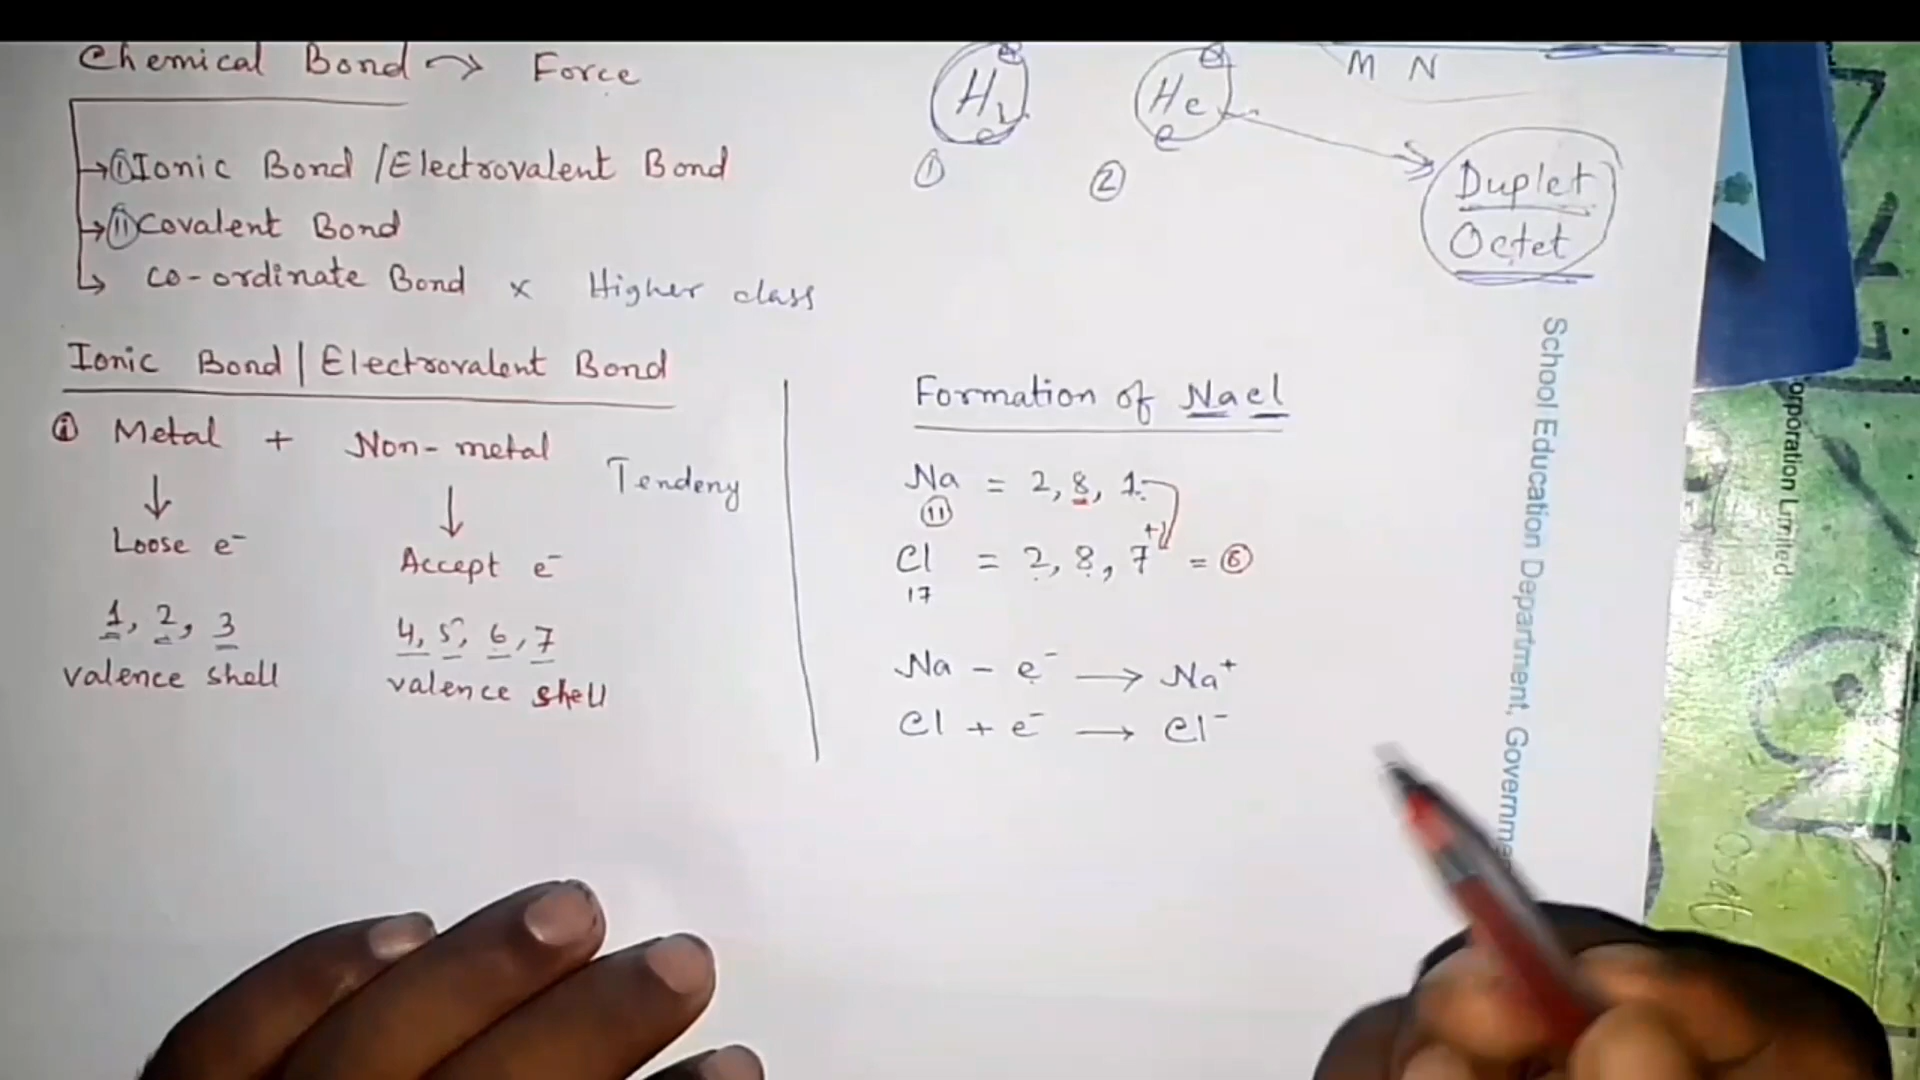 Chemical Bond → Force
→ (i) Ionic Bond / Electrovalent Bond
→ (ii) Covalent Bond
→ co-ordinate Bond × Higher class
H
e
①
He
e
②
M N
Duplet
Octet
Ionic Bond | Electrovalent Bond
(i) Metal + Non-metal
Tendeny
↓ ↓
Loose e⁻ Accept e⁻
1, 2, 3 4, 5, 6, 7
valence shell valence shell
Formation of NaCl
Na = 2, 8, 1
⑪
+1
Cl = 2, 8, 7 =
17
Na - e⁻ → Na⁺
Cl + e⁻ → Cl⁻
School Education Department, Governme
orporation Limited